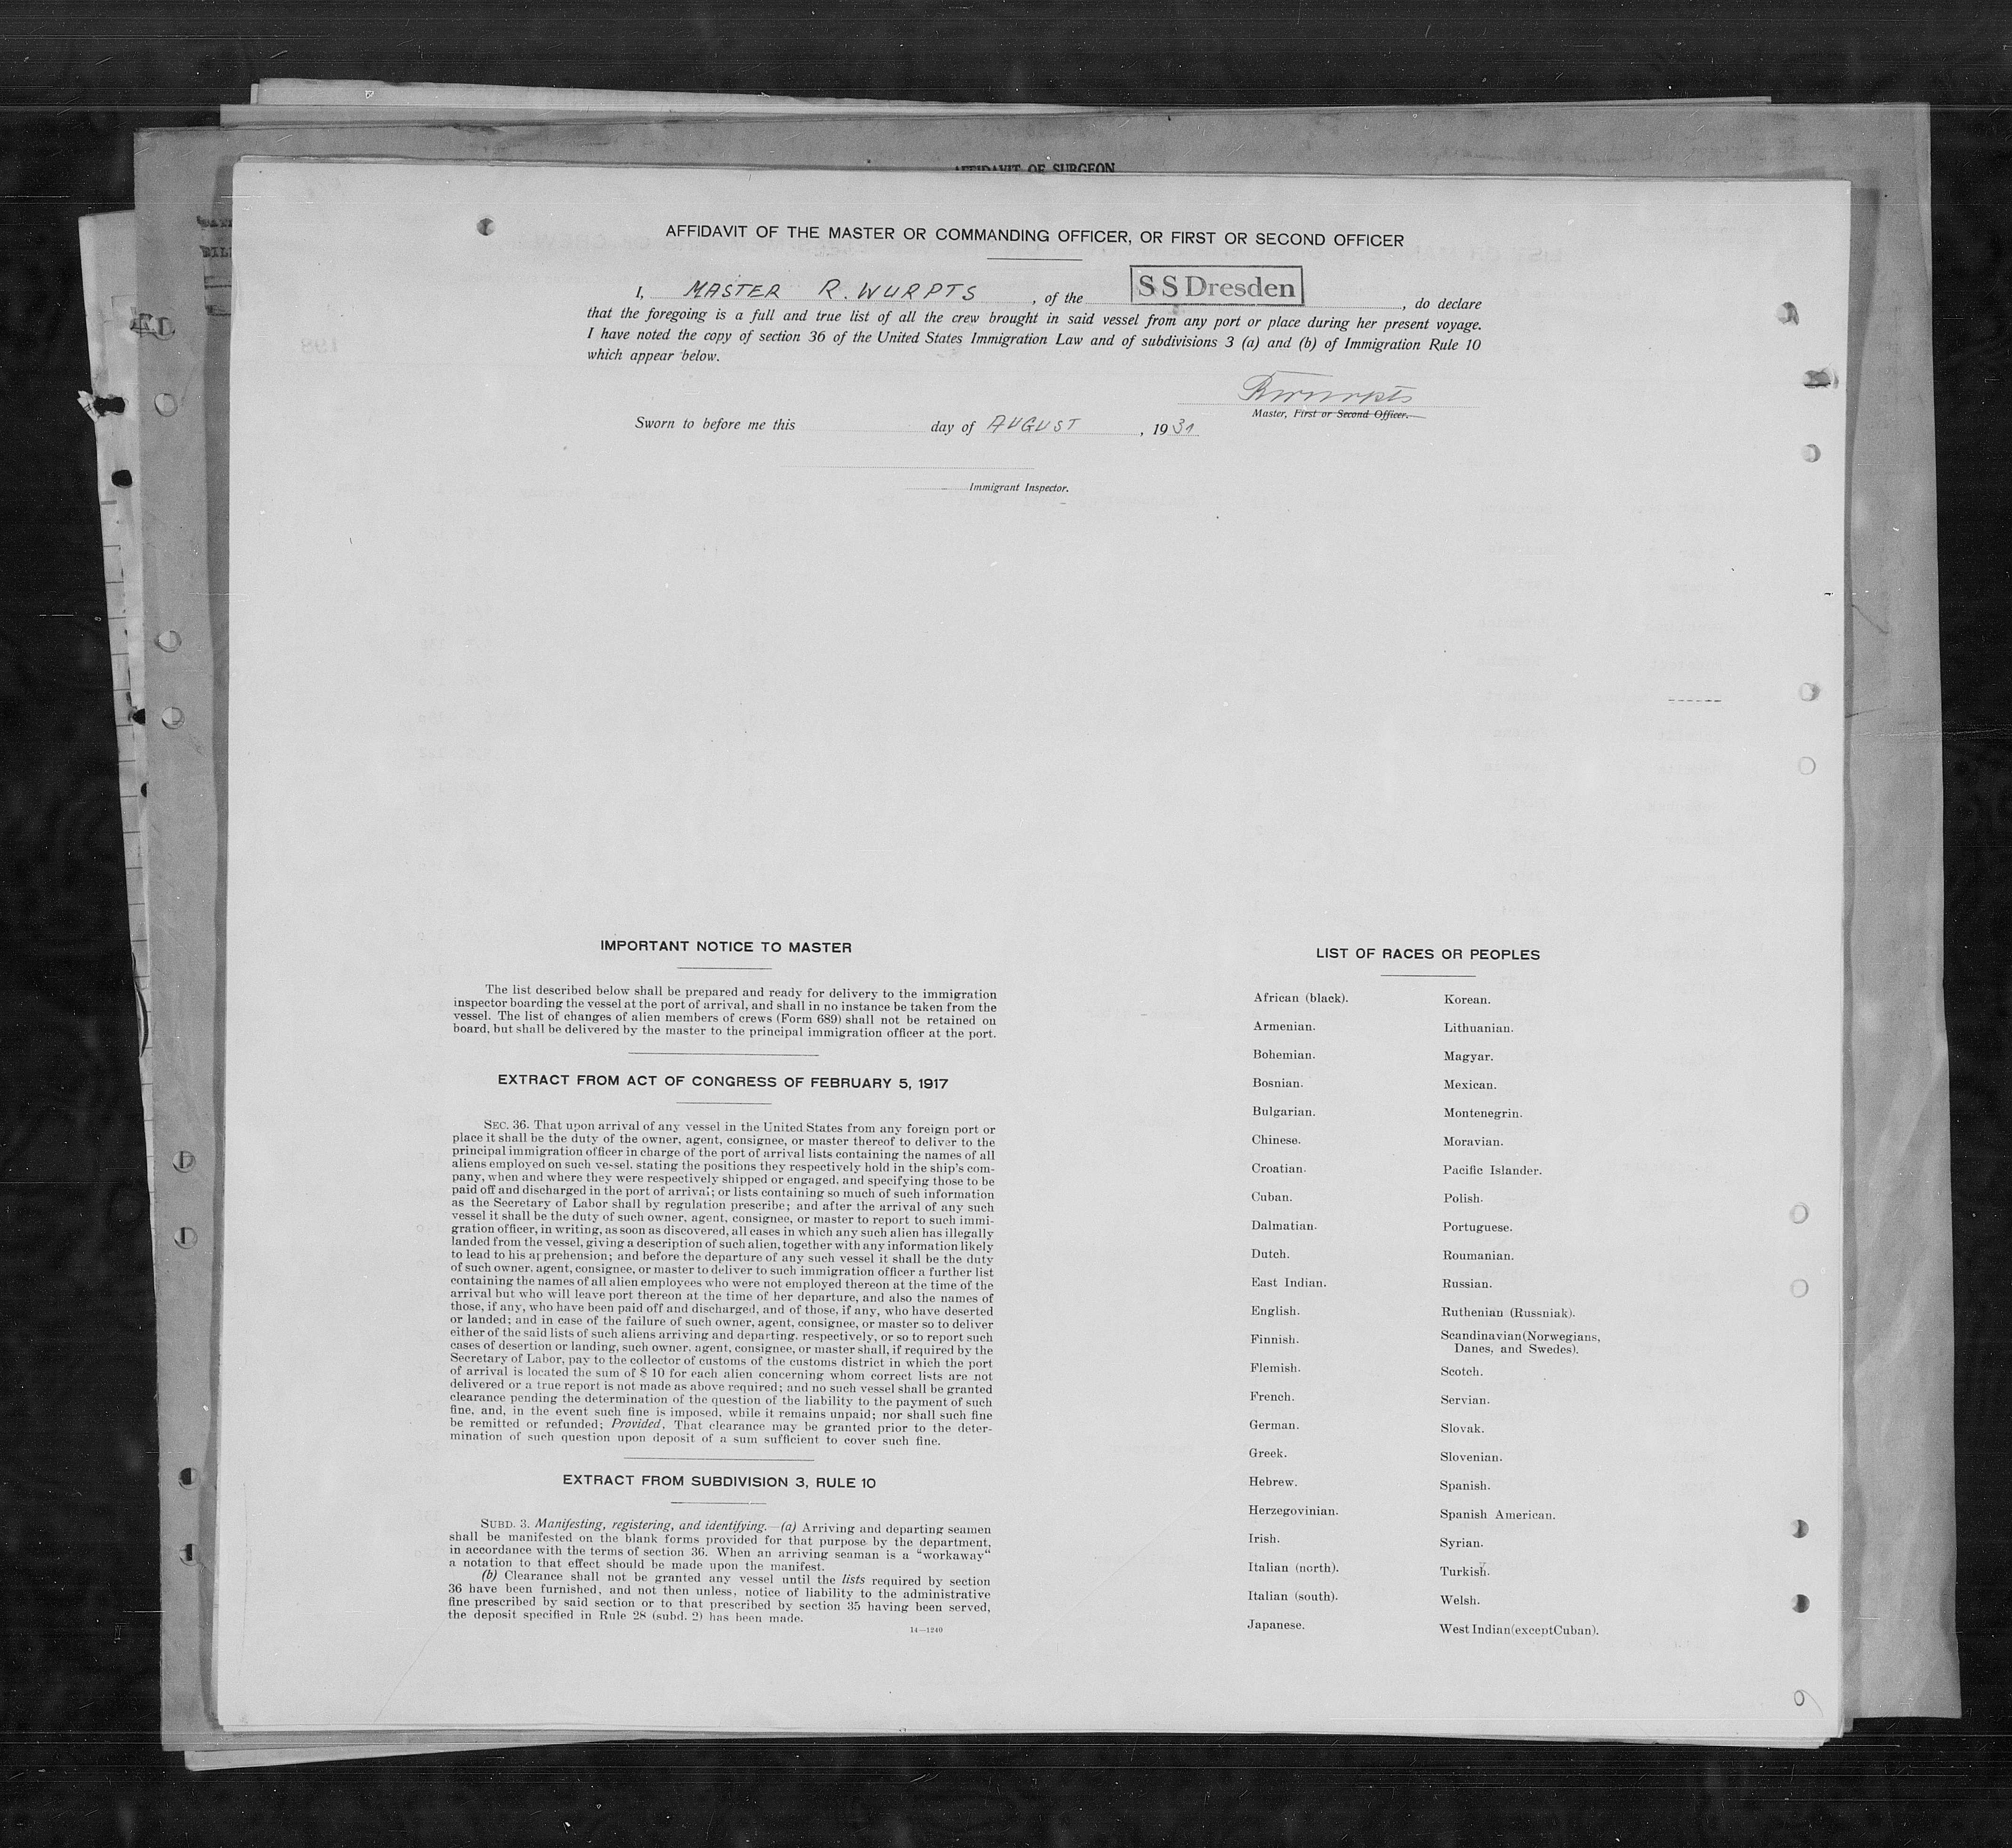 AFFIDAVIT OF SURGEON
AFFIDAVIT OF THE MASTER OR COMMANDING OFFICER, OR FIRST OR SECOND OFFICER
I, MASTER R. WURPTS, of the SS Dresden, do declare
that the foregoing is a full and true list of all the crew brought in said vessel from any port or place during her present voyage.
I have noted the copy of section 36 of the United States Immigration Law and of subdivisions 3 (a) and (b) of Immigration Rule 10
which appear below.
R Wurpts
Master, First or Second Officer.
Sworn to before me this day of AUGUST, 1931
Immigrant Inspector.
IMPORTANT NOTICE TO MASTER
The list described below shall be prepared and ready for delivery to the immigration
inspector boarding the vessel at the port of arrival, and shall in no instance be taken from the
vessel. The list of changes of alien members of crews (Form 689) shall not be retained on
board, but shall be delivered by the master to the principal immigration officer at the port.
EXTRACT FROM ACT OF CONGRESS OF FEBRUARY 5, 1917
SEC. 36. That upon arrival of any vessel in the United States from any foreign port or
place it shall be the duty of the owner, agent, consignee, or master thereof to deliver to the
principal immigration officer in charge of the port of arrival lists containing the names of all
aliens employed on such vessel, stating the positions they respectively hold in the ship's com-
pany, when and where they were respectively shipped or engaged, and specifying those to be
paid off and discharged in the port of arrival; or lists containing so much of such information
as the Secretary of Labor shall by regulation prescribe; and after the arrival of any such
vessel it shall be the duty of such owner, agent, consignee, or master to report to such immi-
gration officer, in writing, as soon as discovered, all cases in which any such alien has illegally
landed from the vessel, giving a description of such alien, together with any information likely
to lead to his apprehension; and before the departure of any such vessel it shall be the duty
of such owner, agent, consignee, or master to deliver to such immigration officer a further list
containing the names of all alien employees who were not employed thereon at the time of the
arrival but who will leave port thereon at the time of her departure, and also the names of
those, if any, who have been paid off and discharged, and of those, if any, who have deserted
or landed; and in case of the failure of such owner, agent, consignee, or master so to deliver
either of the said lists of such aliens arriving and departing, respectively, or so to report such
cases of desertion or landing, such owner, agent, consignee, or master shall, if required by the
Secretary of Labor, pay to the collector of customs of the customs district in which the port
of arrival is located the sum of $ 10 for each alien concerning whom correct lists are not
delivered or a true report is not made as above required; and no such vessel shall be granted
clearance pending the determination of the question of the liability to the payment of such
fine, and, in the event such fine is imposed, while it remains unpaid; nor shall such fine
be remitted or refunded; Provided, That clearance may be granted prior to the deter-
mination of such question upon deposit of a sum sufficient to cover such fine.
EXTRACT FROM SUBDIVISION 3, RULE 10
SUBD. 3. Manifesting, registering, and identifying.—(a) Arriving and departing seamen
shall be manifested on the blank forms provided for that purpose by the department,
in accordance with the terms of section 36. When an arriving seaman is a “workaway“
a notation to that effect should be made upon the manifest.
(b) Clearance shall not be granted any vessel until the lists required by section
36 have been furnished, and not then unless, notice of liability to the administrative
fine prescribed by said section or to that prescribed by section 35 having been served,
the deposit specified in Rule 28 (subd. 2) has been made.
14—1240
LIST OF RACES OR PEOPLES
African (black).
Armenian.
Bohemian.
Bosnian.
Bulgarian.
Chinese.
Croatian.
Cuban.
Dalmatian.
Dutch.
East Indian.
English.
Finnish.
Flemish.
French.
German.
Greek.
Hebrew.
Herzegovinian.
Irish.
Italian (north).
Italian (south).
Japanese.
Korean.
Lithuanian.
Magyar.
Mexican.
Montenegrin.
Moravian.
Pacific Islander.
Polish.
Portuguese.
Roumanian.
Russian.
Ruthenian (Russniak).
Scandinavian (Norwegians,
Danes, and Swedes).
Scotch.
Servian.
Slovak.
Slovenian.
Spanish.
Spanish American.
Syrian.
Turkish.
Welsh.
West Indian (except Cuban).